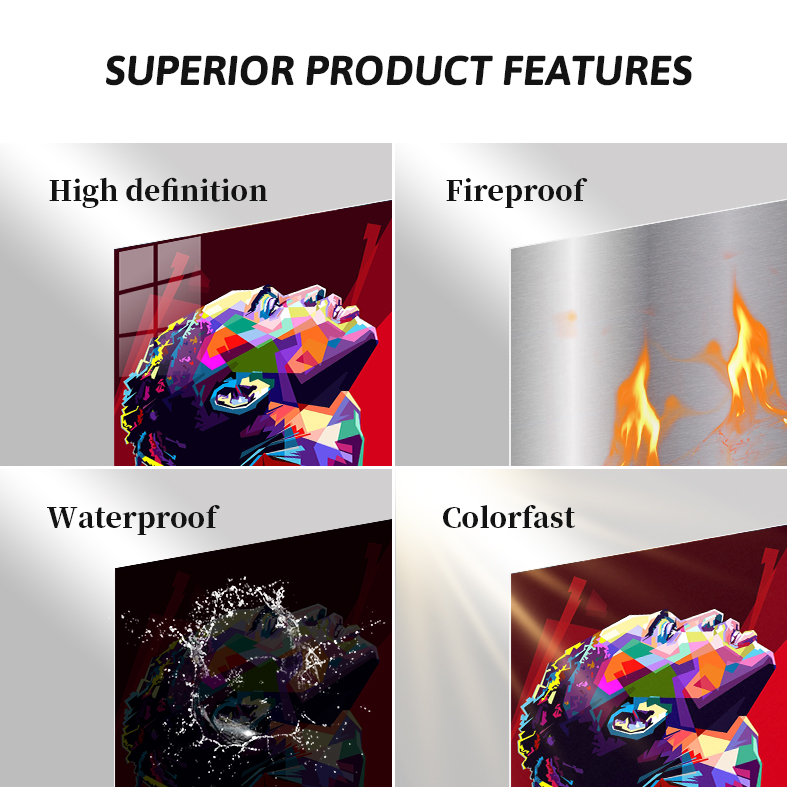 SUPERIOR PRODUCT FEATURES
High definition
Fireproof
Waterproof
Colorfast